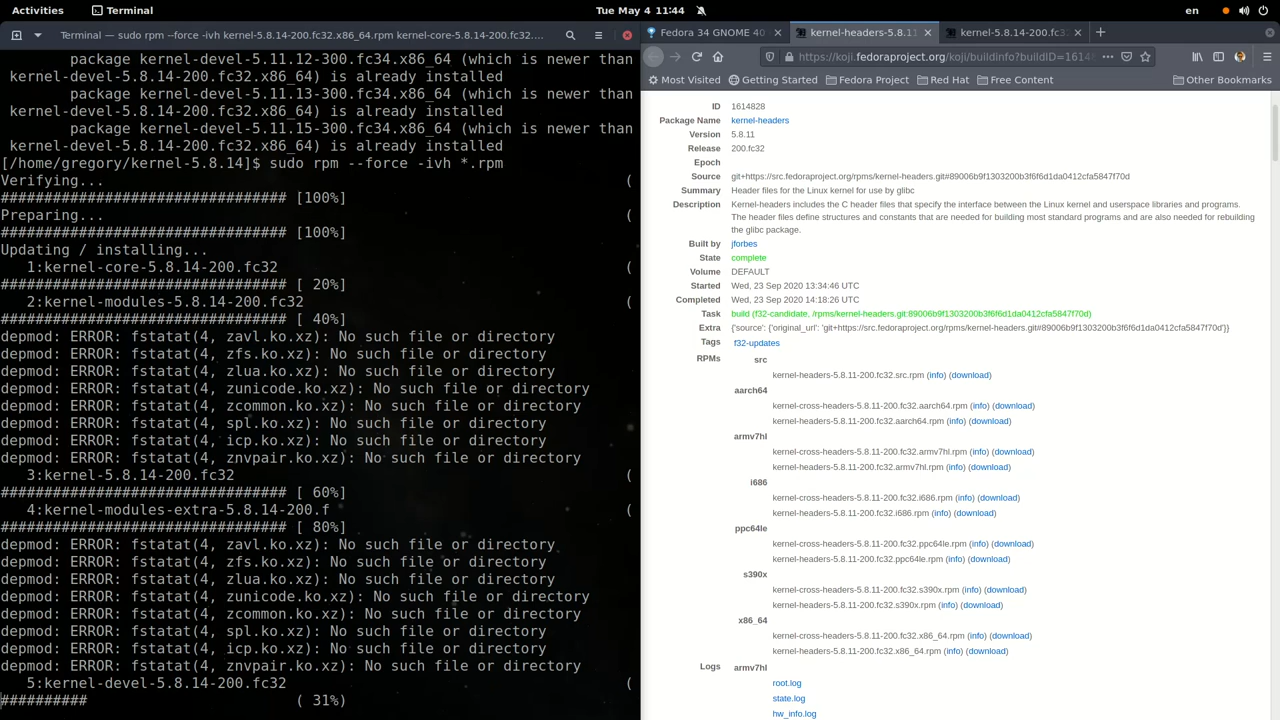 Activities
Terminal
Tue May 4 11:44
en
Terminal — sudo rpm --force -ivh kernel-5.8.14-200.fc32.x86_64.rpm kernel-core-5.8.14-200.fc32.…
        package kernel-devel-5.11.12-300.fc34.x86_64 (which is newer than
 kernel-devel-5.8.14-200.fc32.x86_64) is already installed
        package kernel-devel-5.11.13-300.fc34.x86_64 (which is newer than
 kernel-devel-5.8.14-200.fc32.x86_64) is already installed
        package kernel-devel-5.11.15-300.fc34.x86_64 (which is newer than
 kernel-devel-5.8.14-200.fc32.x86_64) is already installed
[/home/gregory/kernel-5.8.14]$ sudo rpm --force -ivh *.rpm
Verifying... (
################################# [100%]
Preparing... (
################################# [100%]
Updating / installing...
   1:kernel-core-5.8.14-200.fc32 (
################################# [ 20%]
   2:kernel-modules-5.8.14-200.fc32 (
################################# [ 40%]
depmod: ERROR: fstat(4, zavl.ko.xz): No such file or directory
depmod: ERROR: fstat(4, zfs.ko.xz): No such file or directory
depmod: ERROR: fstat(4, zlua.ko.xz): No such file or directory
depmod: ERROR: fstat(4, zunicode.ko.xz): No such file or directory
depmod: ERROR: fstat(4, zcommon.ko.xz): No such file or directory
depmod: ERROR: fstat(4, spl.ko.xz): No such file or directory
depmod: ERROR: fstat(4, icp.ko.xz): No such file or directory
depmod: ERROR: fstat(4, znvpair.ko.xz): No such file or directory
   3:kernel-5.8.14-200.fc32 (
################################# [ 60%]
   4:kernel-modules-extra-5.8.14-200.f (
################################# [ 80%]
depmod: ERROR: fstat(4, zavl.ko.xz): No such file or directory
depmod: ERROR: fstat(4, zfs.ko.xz): No such file or directory
depmod: ERROR: fstat(4, zlua.ko.xz): No such file or directory
depmod: ERROR: fstat(4, zunicode.ko.xz): No such file or directory
depmod: ERROR: fstat(4, zcommon.ko.xz): No such file or directory
depmod: ERROR: fstat(4, spl.ko.xz): No such file or directory
depmod: ERROR: fstat(4, icp.ko.xz): No such file or directory
depmod: ERROR: fstat(4, znvpair.ko.xz): No such file or directory
   5:kernel-devel-5.8.14-200.fc32 (
########## ( 31%)
Fedora 34 GNOME 40
kernel-headers-5.8.11
kernel-5.8.14-200.fc32
https://koji.fedoraproject.org/koji/buildinfo?buildID=1614
Most Visited Getting Started Fedora Project Red Hat Free Content Other Bookmarks
ID 1614828
Package Name kernel-headers
Version 5.8.11
Release 200.fc32
Epoch
Source git+https://src.fedoraproject.org/rpms/kernel-headers.git#89006b9f1303200b3f6f6d1da0412cfa5847f70d
Summary Header files for the Linux kernel for use by glibc
Description Kernel-headers includes the C header files that specify the interface between the Linux kernel and userspace libraries and programs.
The header files define structures and constants that are needed for building most standard programs and are also needed for rebuilding
the glibc package.
Built by jforbes
State complete
Volume DEFAULT
Started Wed, 23 Sep 2020 13:34:46 UTC
Completed Wed, 23 Sep 2020 14:18:26 UTC
Task build (f32-candidate, /rpms/kernel-headers.git:89006b9f1303200b3f6f6d1da0412cfa5847f70d)
Extra {'source': {'original_url': 'git+https://src.fedoraproject.org/rpms/kernel-headers.git#89006b9f1303200b3f6f6d1da0412cfa5847f70d'}}
Tags f32-updates
RPMs src
kernel-headers-5.8.11-200.fc32.src.rpm (info) (download)
aarch64
kernel-cross-headers-5.8.11-200.fc32.aarch64.rpm (info) (download)
kernel-headers-5.8.11-200.fc32.aarch64.rpm (info) (download)
armv7hl
kernel-cross-headers-5.8.11-200.fc32.armv7hl.rpm (info) (download)
kernel-headers-5.8.11-200.fc32.armv7hl.rpm (info) (download)
i686
kernel-cross-headers-5.8.11-200.fc32.i686.rpm (info) (download)
kernel-headers-5.8.11-200.fc32.i686.rpm (info) (download)
ppc64le
kernel-cross-headers-5.8.11-200.fc32.ppc64le.rpm (info) (download)
kernel-headers-5.8.11-200.fc32.ppc64le.rpm (info) (download)
s390x
kernel-cross-headers-5.8.11-200.fc32.s390x.rpm (info) (download)
kernel-headers-5.8.11-200.fc32.s390x.rpm (info) (download)
x86_64
kernel-cross-headers-5.8.11-200.fc32.x86_64.rpm (info) (download)
kernel-headers-5.8.11-200.fc32.x86_64.rpm (info) (download)
Logs armv7hl
root.log
state.log
hw_info.log